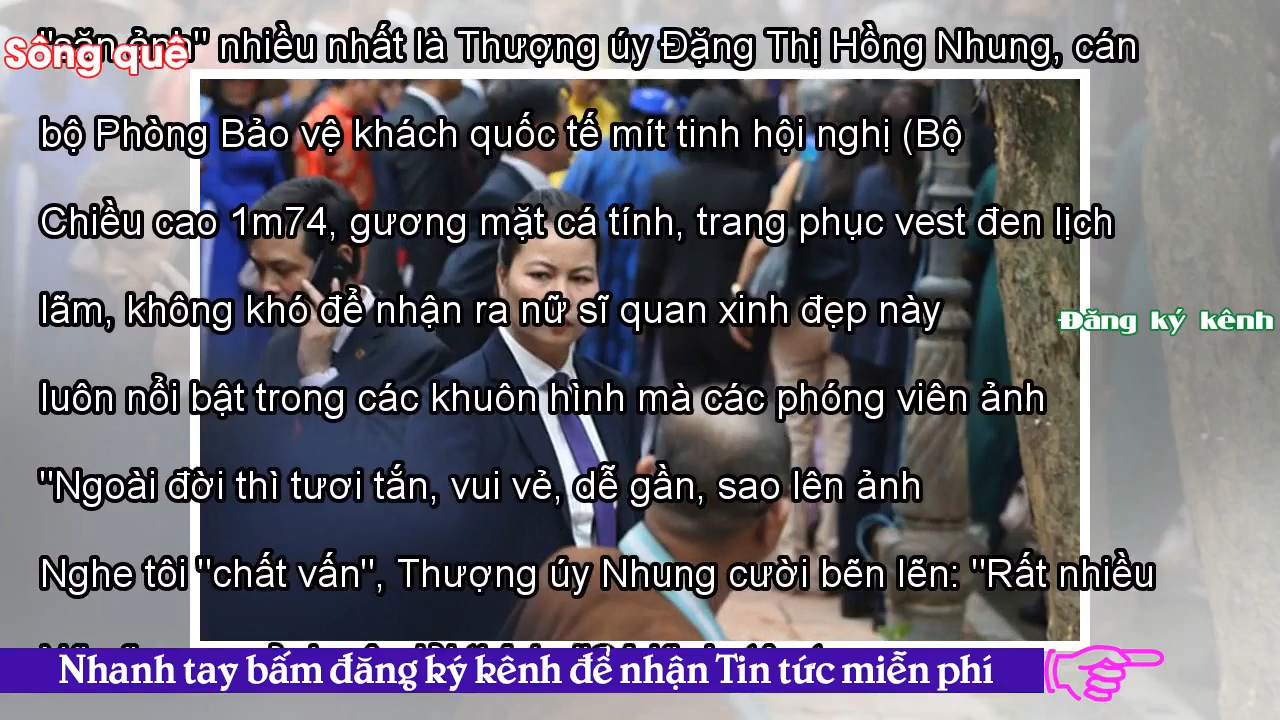 "săn ảnh" nhiều nhất là Thượng úy Đặng Thị Hồng Nhung, cán
Sông quê
bộ Phòng Bảo vệ khách quốc tế mít tinh hội nghị (Bộ
Chiều cao 1m74, gương mặt cá tính, trang phục vest đen lịch
lãm, không khó để nhận ra nữ sĩ quan xinh đẹp này
Đăng ký kênh
luôn nổi bật trong các khuôn hình mà các phóng viên ảnh
"Ngoài đời thì tươi tắn, vui vẻ, dễ gần, sao lên ảnh
Nghe tôi "chất vấn", Thượng úy Nhung cười bẽn lẽn: "Rất nhiều
Nhanh tay bấm đăng ký kênh để nhận Tin tức miễn phí